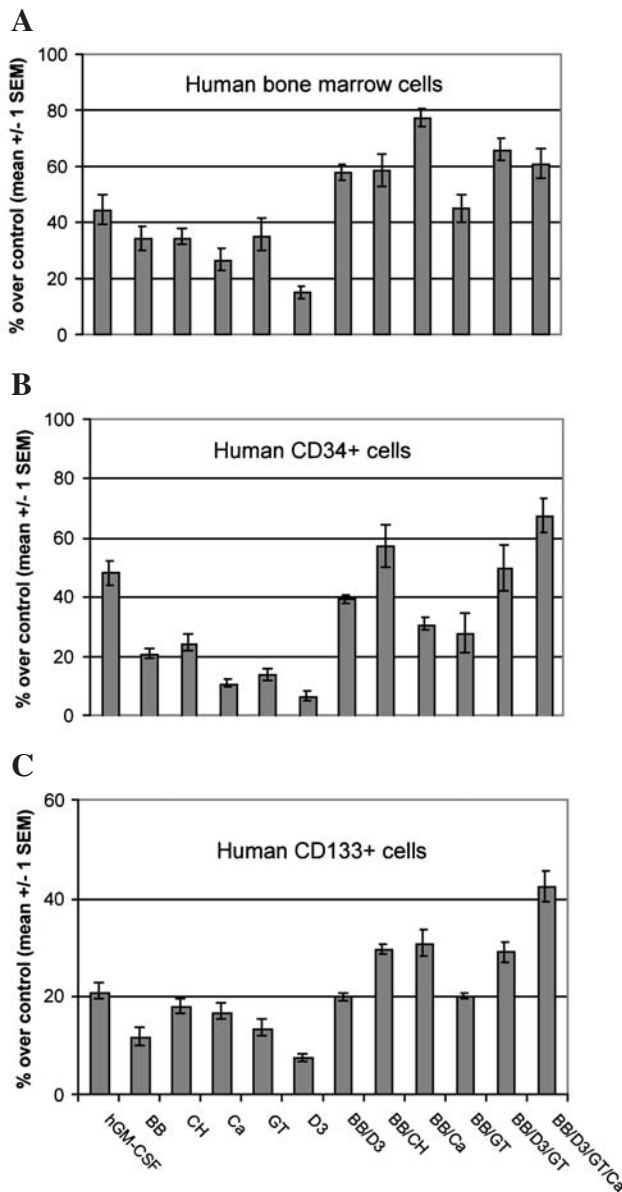 A
% over control (mean +/- 1 SEM)
100
80
60
40
20
0
Human bone marrow cells
B
% over control (mean +/- 1 SEM)
100
80
60
40
20
0
Human CD34+ cells
C
% over control (mean +/- 1 SEM)
60
40
20
0
Human CD133+ cells
hGM-CSF
BB
CH
Ca
GT
D3
BB/D3
BB/CH
BB/Ca
BB/GT
BB/D3/GT
BB/D3/GT/Ca